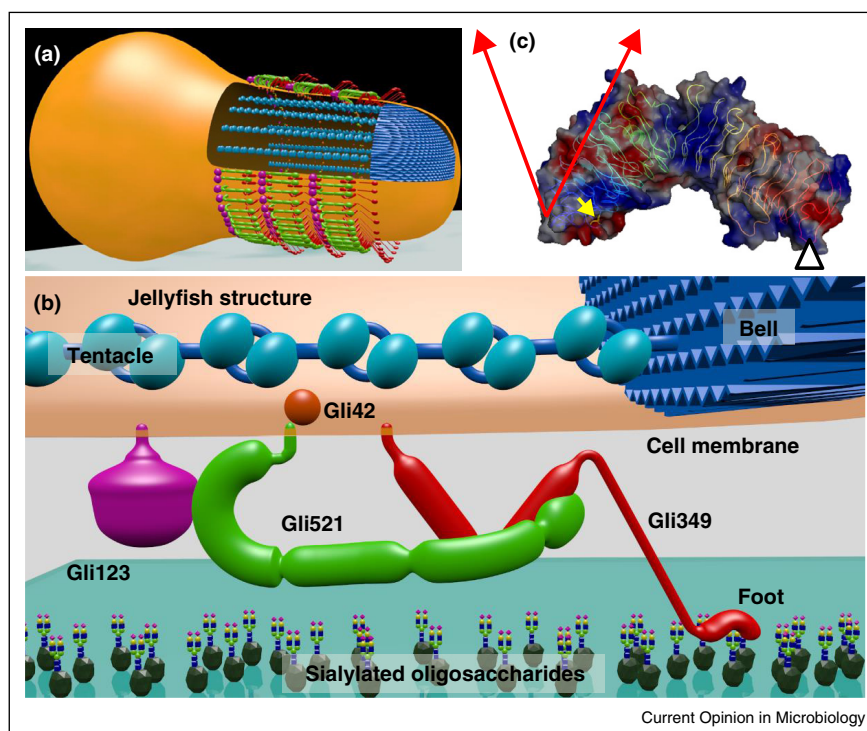 (a)
(c)
(b)
Jellyfish structure
Bell
Tentacle
Gli42
Cell membrane
Gli521
Gli349
Gli123
Foot
Sialylated oligosaccharides
Current Opinion in Microbiology